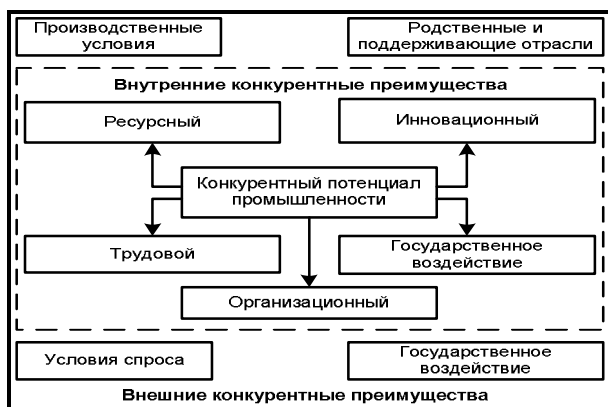 Производственные
условия
Родственные и
поддерживающие отрасли
Внутренние конкурентные преимущества
Ресурсный
Инновационный
Конкурентный потенциал
промышленности
Трудовой
Государственное
воздействие
Организационный
Условия спроса
Государственное
воздействие
Внешние конкурентные преимущества